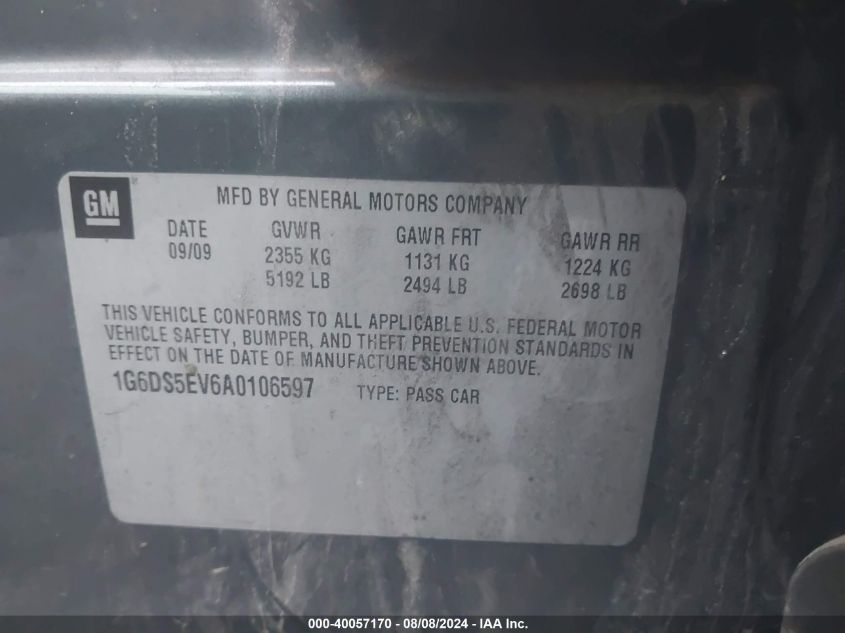 GM
MFD BY GENERAL MOTORS COMPANY
DATE GVWR GAWR FRT GAWR RR
09/09 2355 KG 1131 KG 1224 KG
5192 LB 2494 LB 2698 LB
THIS VEHICLE CONFORMS TO ALL APPLICABLE U.S. FEDERAL MOTOR
VEHICLE SAFETY, BUMPER, AND THEFT PREVENTION STANDARDS IN
EFFECT ON THE DATE OF MANUFACTURE SHOWN ABOVE.
1G6DS5EV6A0106597 TYPE: PASS CAR
000-40057170 - 08/08/2024 - IAA Inc.